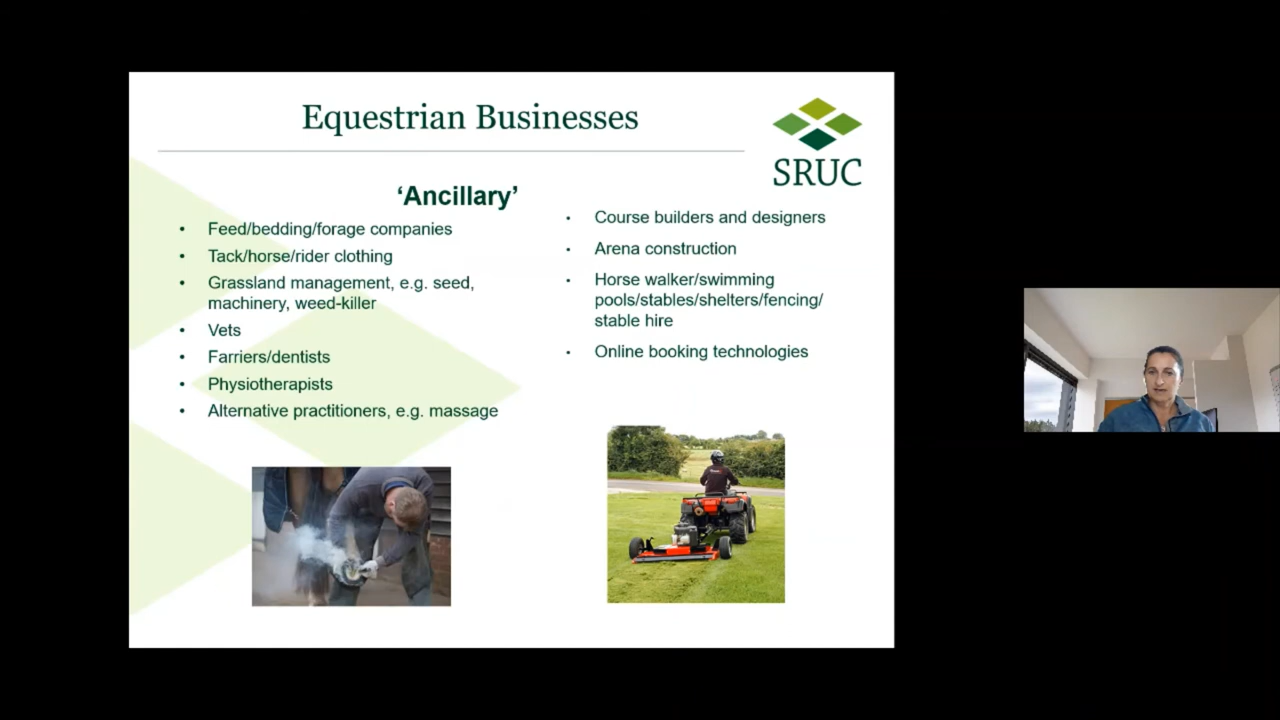 Equestrian Businesses
SRUC
‘Ancillary’
• Feed/bedding/forage companies
• Tack/horse/rider clothing
• Grassland management, e.g. seed,
machinery, weed-killer
• Vets
• Farriers/dentists
• Physiotherapists
• Alternative practitioners, e.g. massage
• Course builders and designers
• Arena construction
• Horse walker/swimming
pools/stables/shelters/fencing/
stable hire
• Online booking technologies